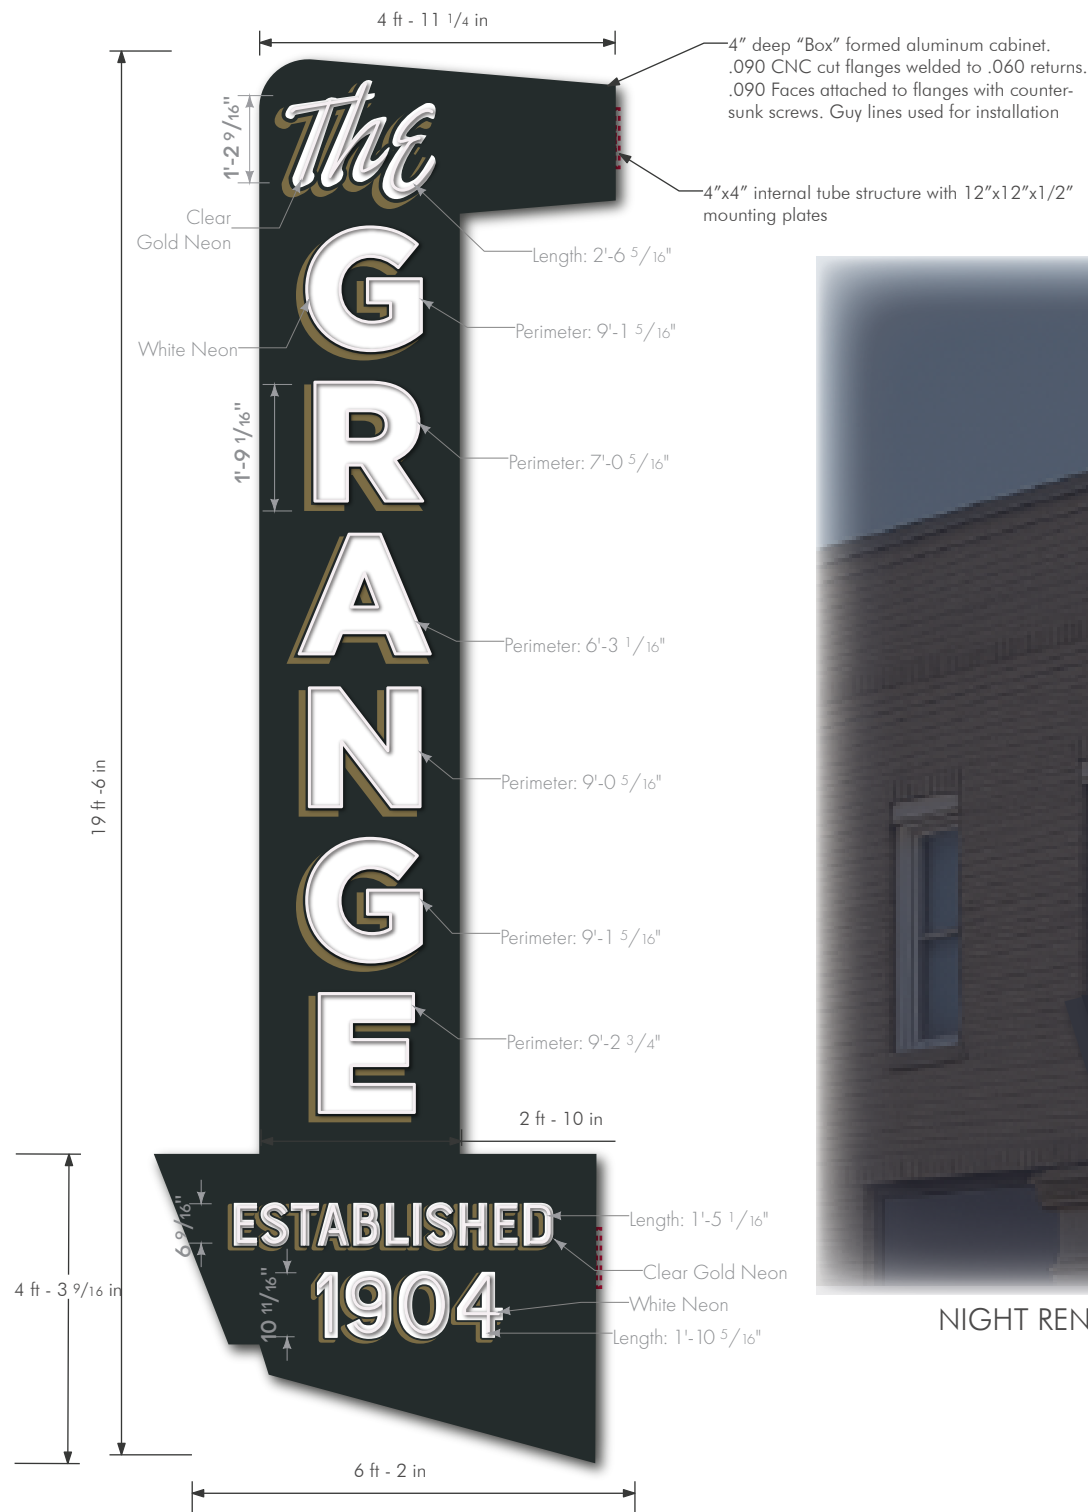 4 ft - 11 1/4 in
4” deep “Box” formed aluminum cabinet.
.090 CNC cut flanges welded to .060 returns.
.090 Faces attached to flanges with counter-
sunk screws. Guy lines used for installation
4”x4” internal tube structure with 12”x12”x1/2”
mounting plates
The
1'-2 9/16"
Clear
Gold Neon
Length: 2'-6 5/16"
G
Perimeter: 9'-1 5/16"
White Neon
R
1'-9 1/16"
Perimeter: 7'-0 5/16"
A
Perimeter: 6'-3 1/16"
N
Perimeter: 9'-0 5/16"
19 ft -6 in
G
Perimeter: 9'-1 5/16"
E
Perimeter: 9'-2 3/4"
2 ft - 10 in
ESTABLISHED
Length: 1'-5 1/16"
Clear Gold Neon
4 ft - 3 9/16 in
10 11/16"
1904
White Neon
Length: 1'-10 5/16"
NIGHT REN
6 ft - 2 in